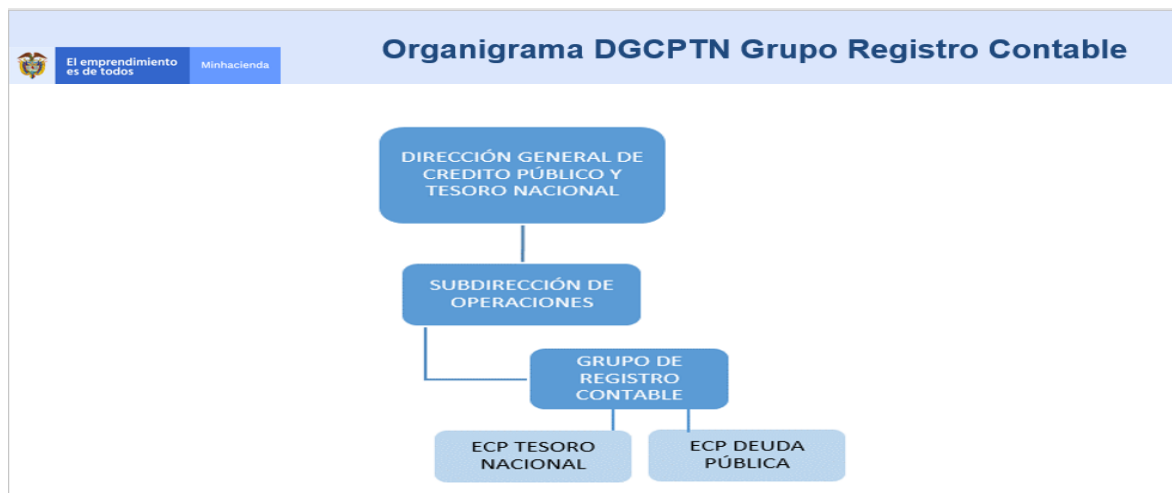 Organigrama DGCPTN Grupo Registro Contable
El emprendimiento
es de todos
Minhacienda
DIRECCIÓN GENERAL DE
CREDITO PÚBLICO Y
TESORO NACIONAL
SUBDIRECCIÓN DE
OPERACIONES
GRUPO DE
REGISTRO
CONTABLE
ECP TESORO
NACIONAL
ECP DEUDA
PÚBLICA